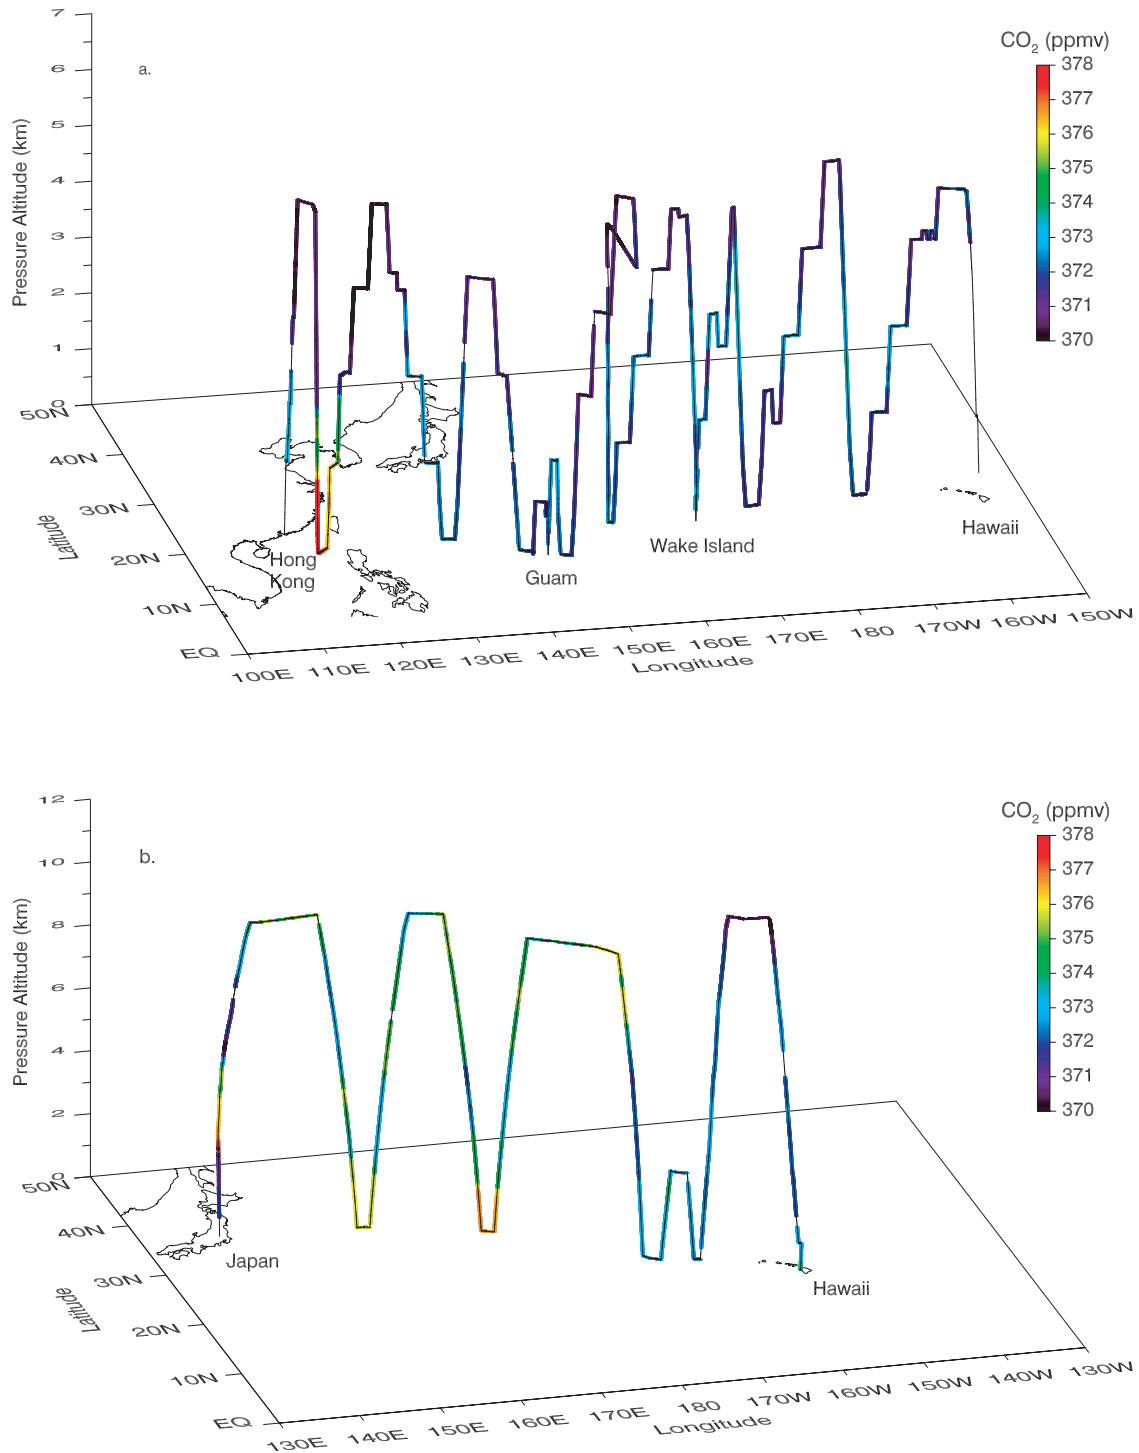 7
6
5
4
3
2
1
0
Pressure Altitude (km)
a.
CO2 (ppmv)
378
377
376
375
374
373
372
371
370
50N
40N
30N
20N
10N
EQ
Latitude
Hong
Kong
Guam
Wake Island
Hawaii
100E 110E 120E 130E 140E 150E 160E 170E 180 170W 160W 150W
Longitude
12
10
8
6
4
2
0
Pressure Altitude (km)
b.
CO2 (ppmv)
378
377
376
375
374
373
372
371
370
50N
40N
30N
20N
10N
EQ
Latitude
Japan
Hawaii
130E 140E 150E 160E 170E 180 170W 160W 150W 140W 130W
Longitude